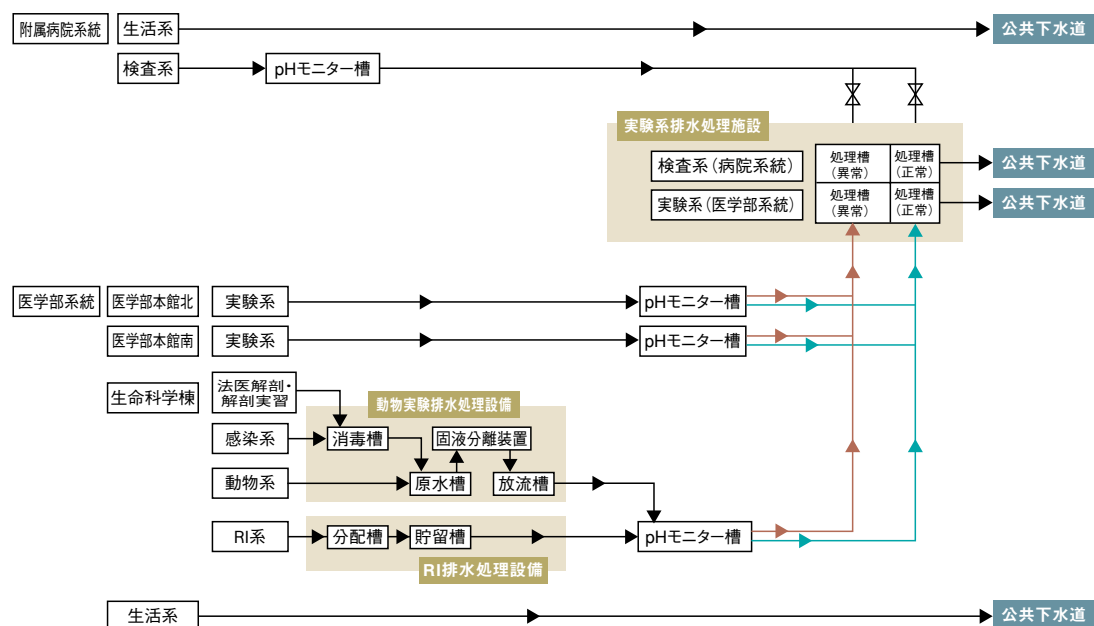 附属病院系統
生活系
公共下水道
検査系
pHモニター槽
実験系排水処理施設
検査系(病院系統)
処理槽
(異常)
処理槽
(正常)
公共下水道
実験系(医学部系統)
処理槽
(異常)
処理槽
(正常)
公共下水道
医学部系統
医学部本館北
実験系
pHモニター槽
医学部本館南
実験系
pHモニター槽
生命科学棟
法医解剖・
解剖実習
動物実験排水処理設備
感染系
消毒槽
固液分離装置
動物系
原水槽
放流槽
RI系
分配槽
貯留槽
pHモニター槽
RI排水処理設備
生活系
公共下水道